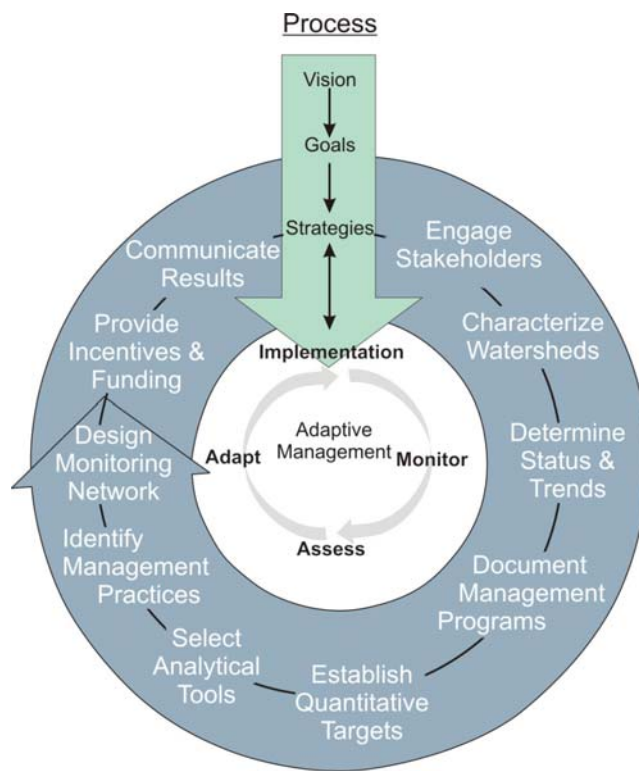 Process
Vision
Goals
Strategies
Implementation
Engage
Stakeholders
Characterize
Watersheds
Determine
Status &
Trends
Document
Management
Programs
Establish
Quantitative
Targets
Select
Analytical
Tools
Identify
Management
Practices
Design
Monitoring
Network
Provide
Incentives &
Funding
Communicate
Results
Adaptive
Management
Monitor
Assess
Adapt